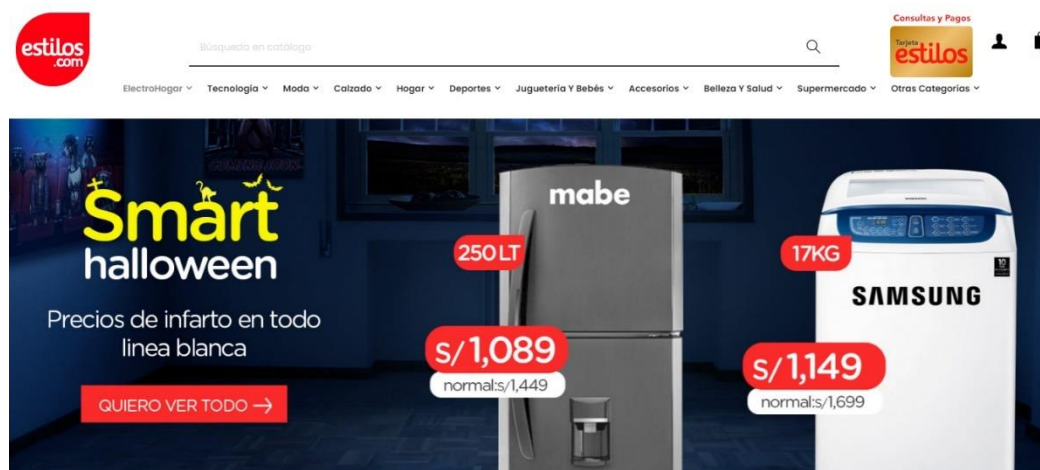 estilos
.com
Búsqueda en catálogo
Consultas y Pagos
Tarjeta
estilos
ElectroHogar
Tecnología
Moda
Calzado
Hogar
Deportes
Juguetería Y Bebés
Accesorios
Belleza Y Salud
Supermercado
Otras Categorías
COMING SOON
Smart
halloween
Precios de infarto en todo
linea blanca
QUIERO VER TODO →
mabe
250 LT
S/1,089
normal:s/1,449
17KG
SAMSUNG
S/1,149
normal:s/1,699